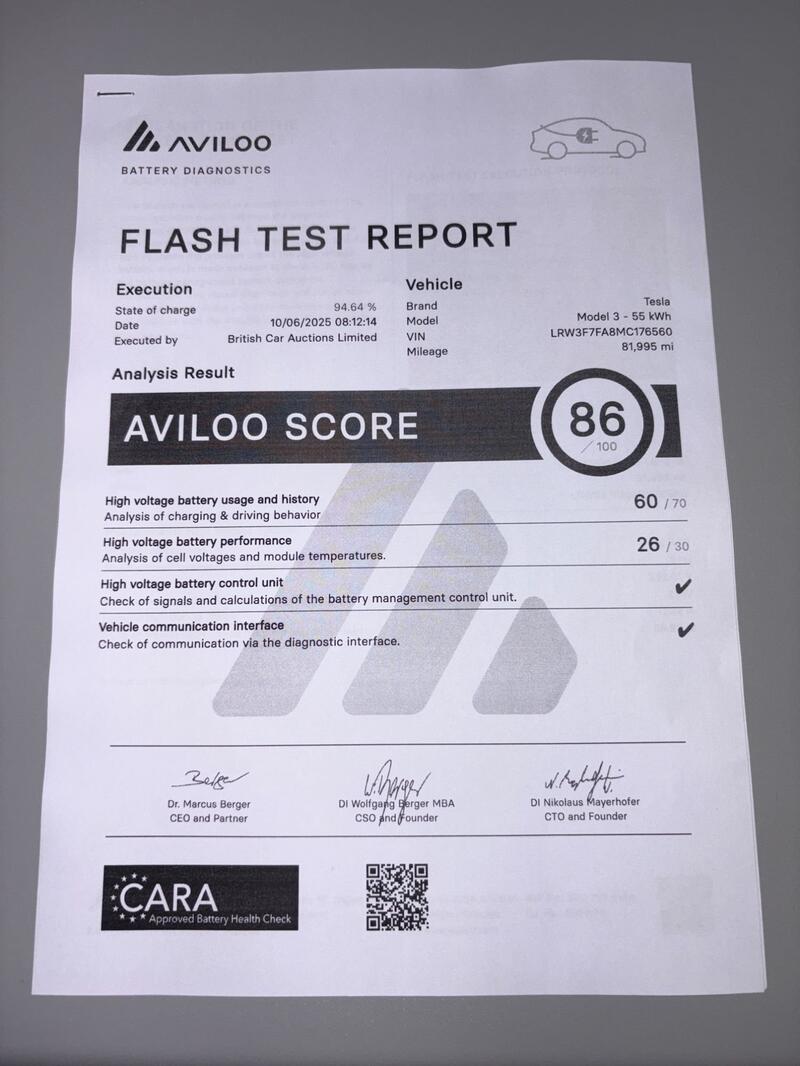 AVILOO
BATTERY DIAGNOSTICS
FLASH TEST REPORT
Execution
State of charge 94.64 %
Date 10/06/2025 08:12:14
Executed by British Car Auctions Limited
Vehicle
Brand Tesla
Model Model 3 - 55 kWh
VIN LRW3F7FA8MC176560
Mileage 81,995 mi
Analysis Result
AVILOO SCORE
86
/ 100
High voltage battery usage and history 60 / 70
Analysis of charging & driving behavior
High voltage battery performance 26 / 30
Analysis of cell voltages and module temperatures.
High voltage battery control unit ✔
Check of signals and calculations of the battery management control unit.
Vehicle communication interface ✔
Check of communication via the diagnostic interface.
Berger
Dr. Marcus Berger
CEO and Partner
W. Berger
DI Wolfgang Berger MBA
CSO and Founder
DI Nikolaus Mayerhofer
CTO and Founder
CARA
Approved Battery Health Check